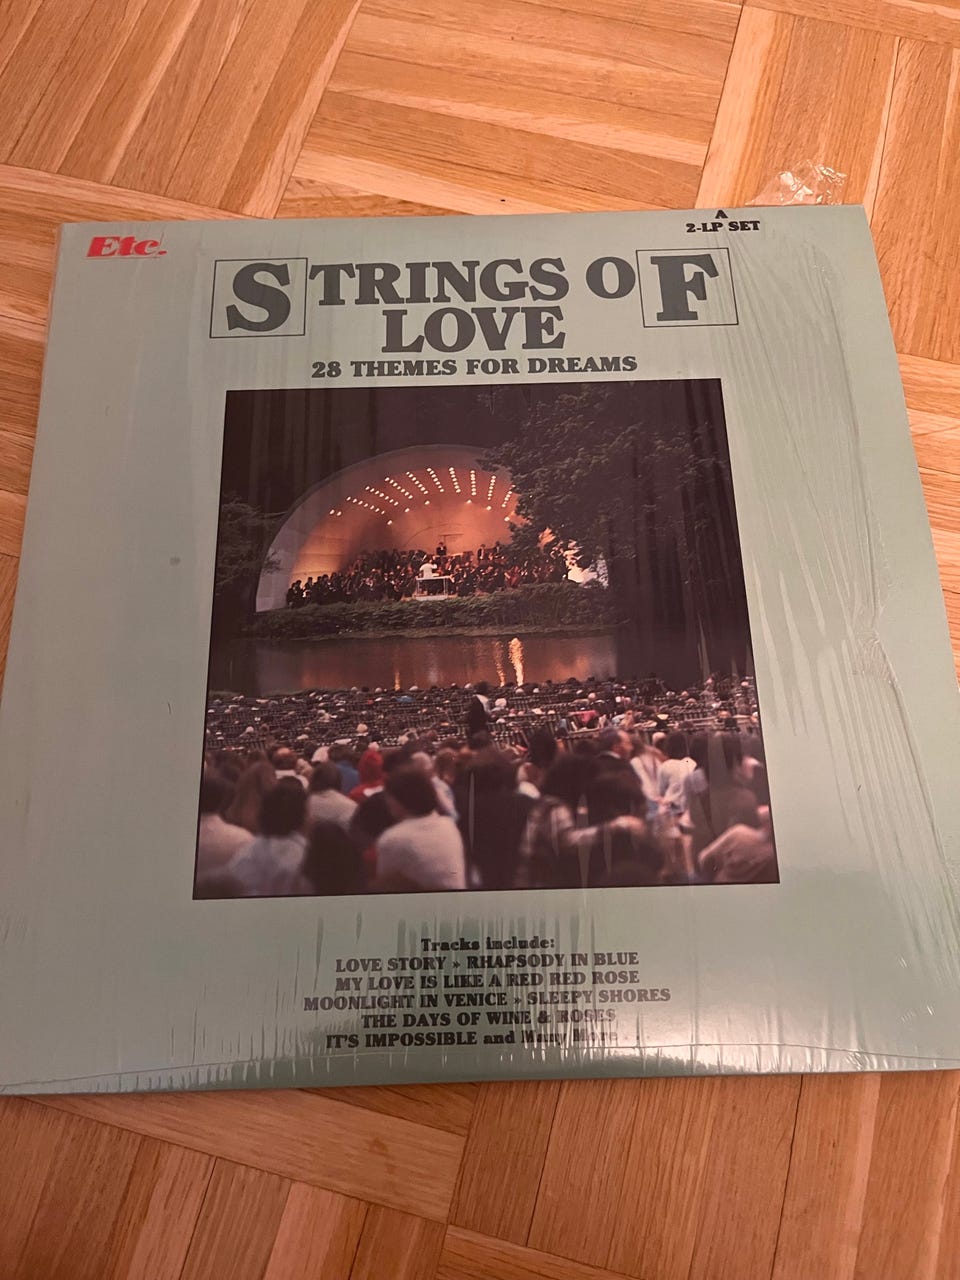 Etc.
A
2-LP SET
STRINGS OF
LOVE
28 THEMES FOR DREAMS
Tracks include:
LOVE STORY » RHAPSODY IN BLUE
MY LOVE IS LIKE A RED RED ROSE
MOONLIGHT IN VENICE » SLEEPY SHORES
THE DAYS OF WINE & ROSES
IT'S IMPOSSIBLE and Many More